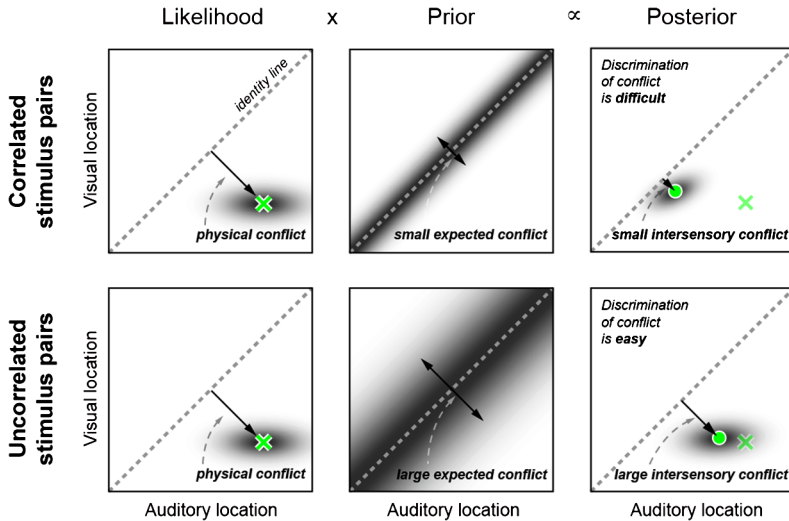 Likelihood x Prior ∝ Posterior
Correlated
stimulus pairs
Visual location
identity line
physical conflict
small expected conflict
Discrimination
of conflict
is difficult
small intersensory conflict
Uncorrelated
stimulus pairs
Visual location
physical conflict
large expected conflict
Discrimination
of conflict
is easy
large intersensory conflict
Auditory location
Auditory location
Auditory location